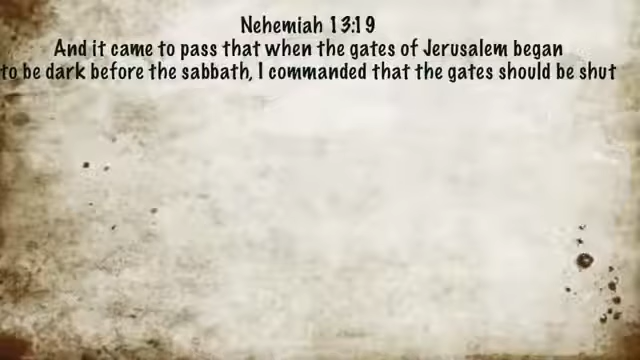 Nehemiah 13:19
And it came to pass that when the gates of Jerusalem began
to be dark before the sabbath, I commanded that the gates should be shut